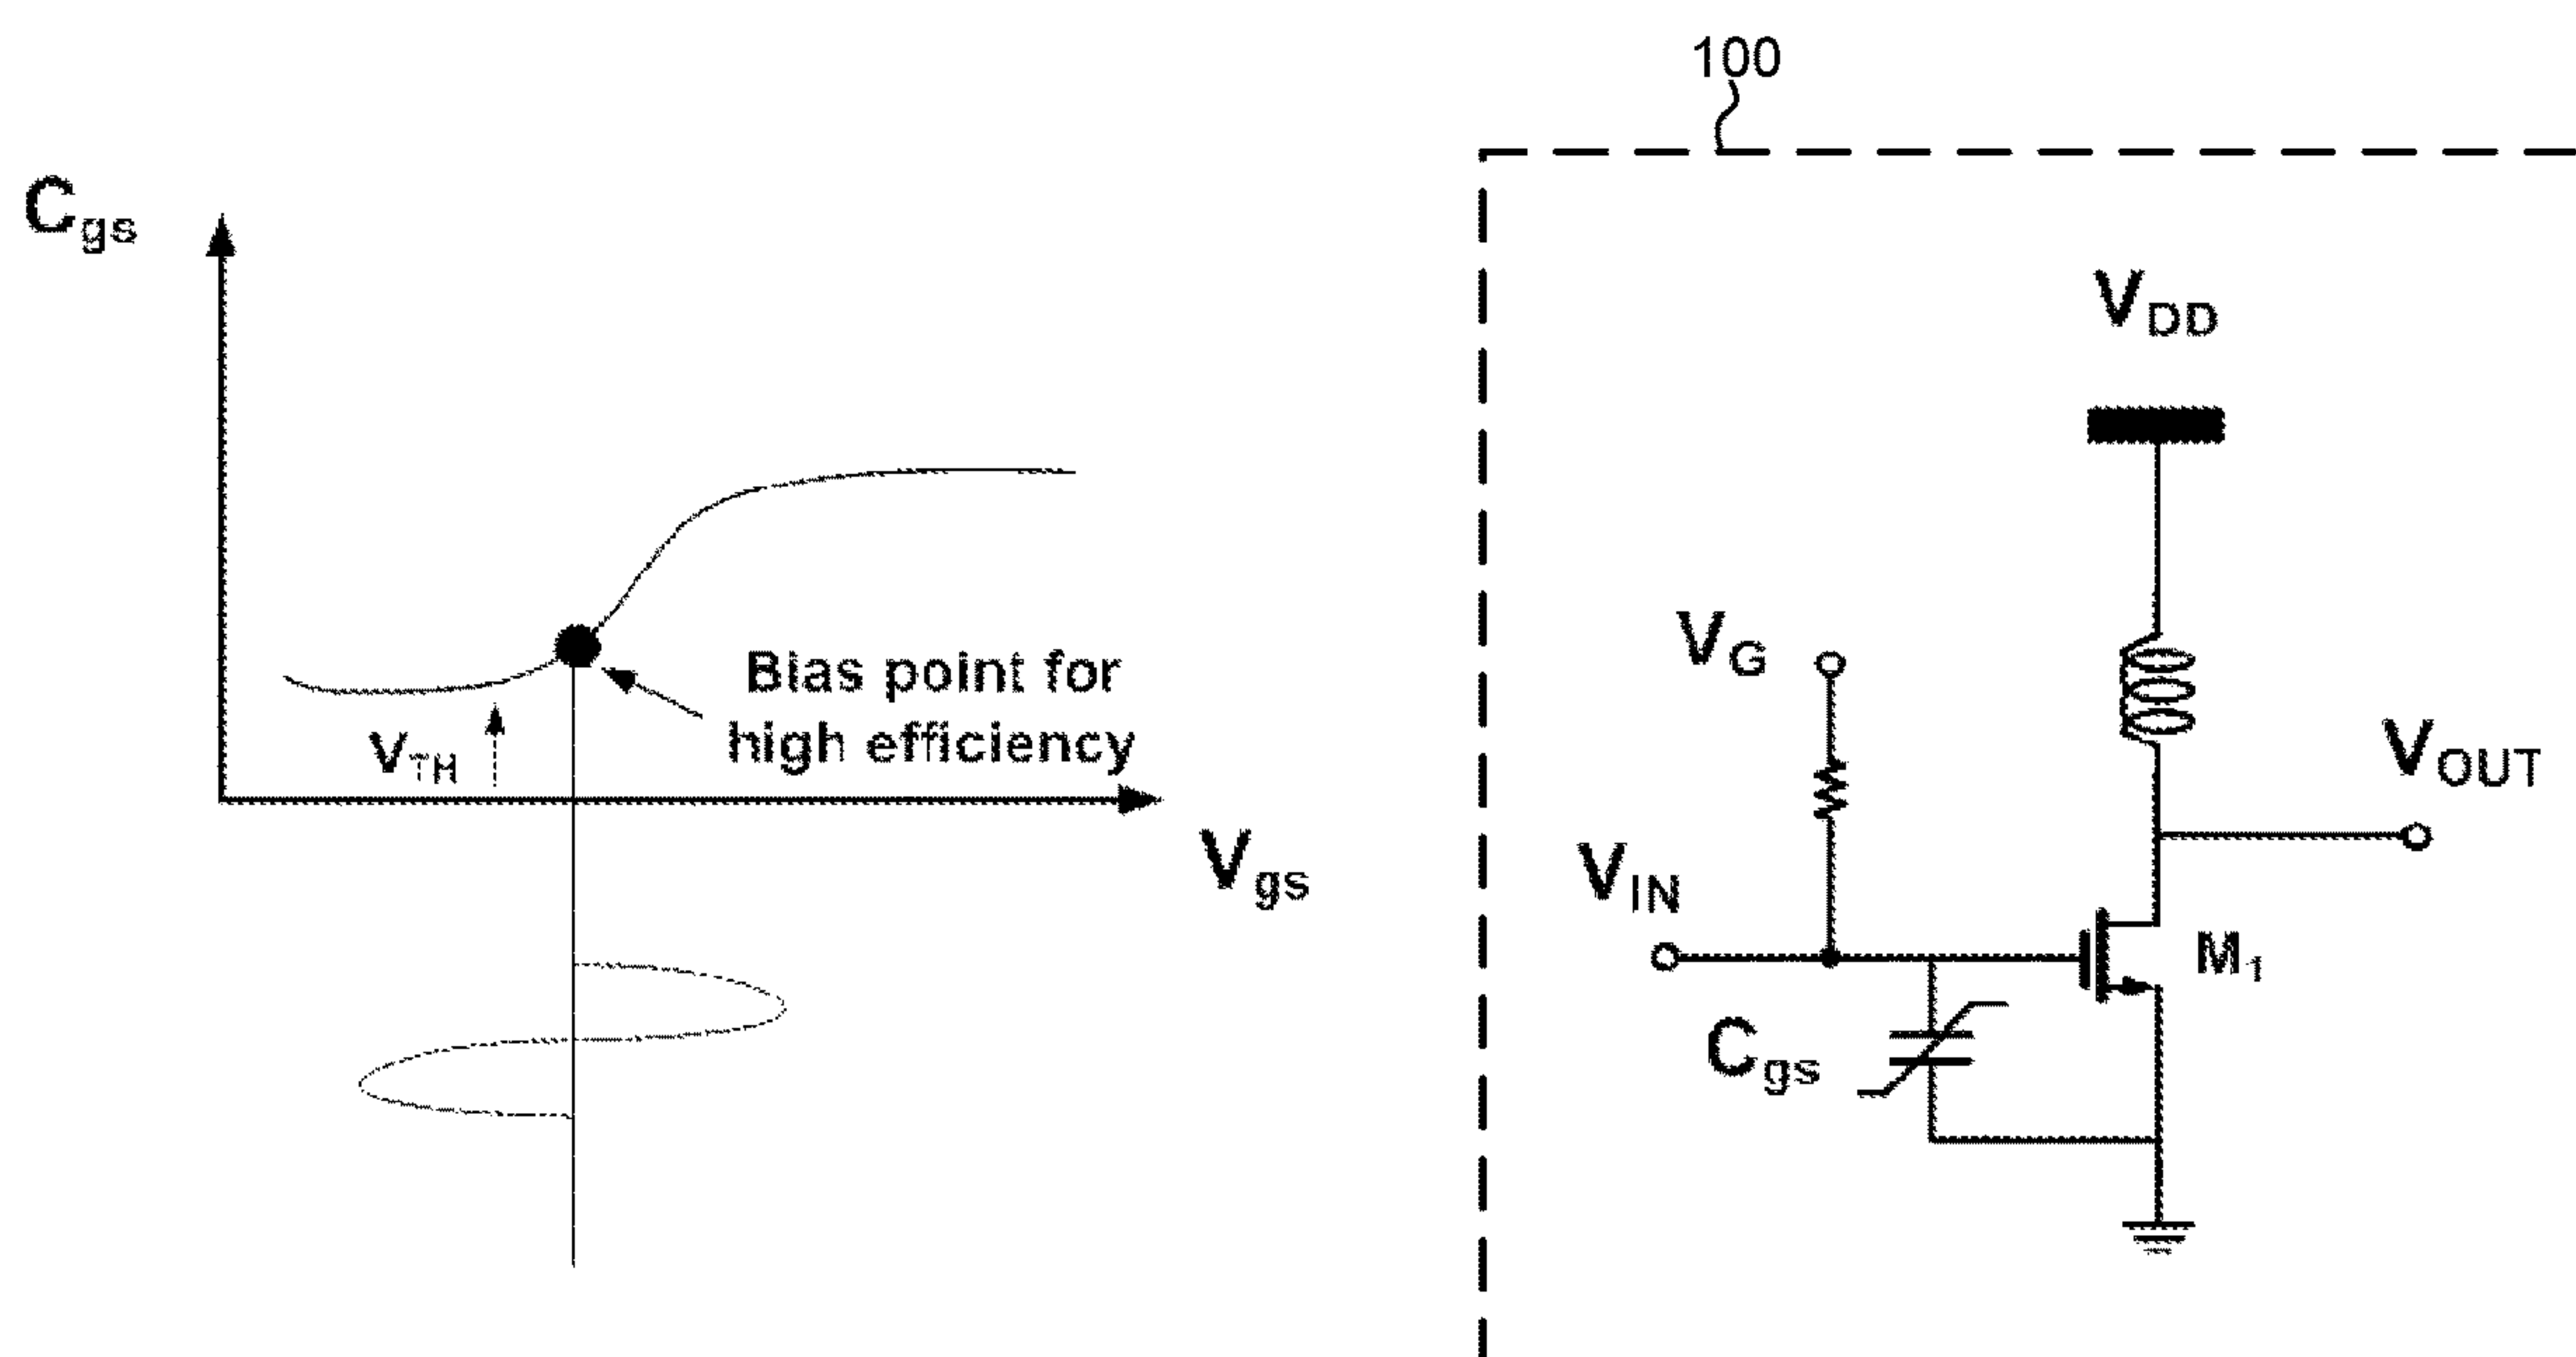 100
Cgs
VDD
VG
Bias point for
high efficiency
VTH
VOUT
VIN
Vgs
M1
Cgs